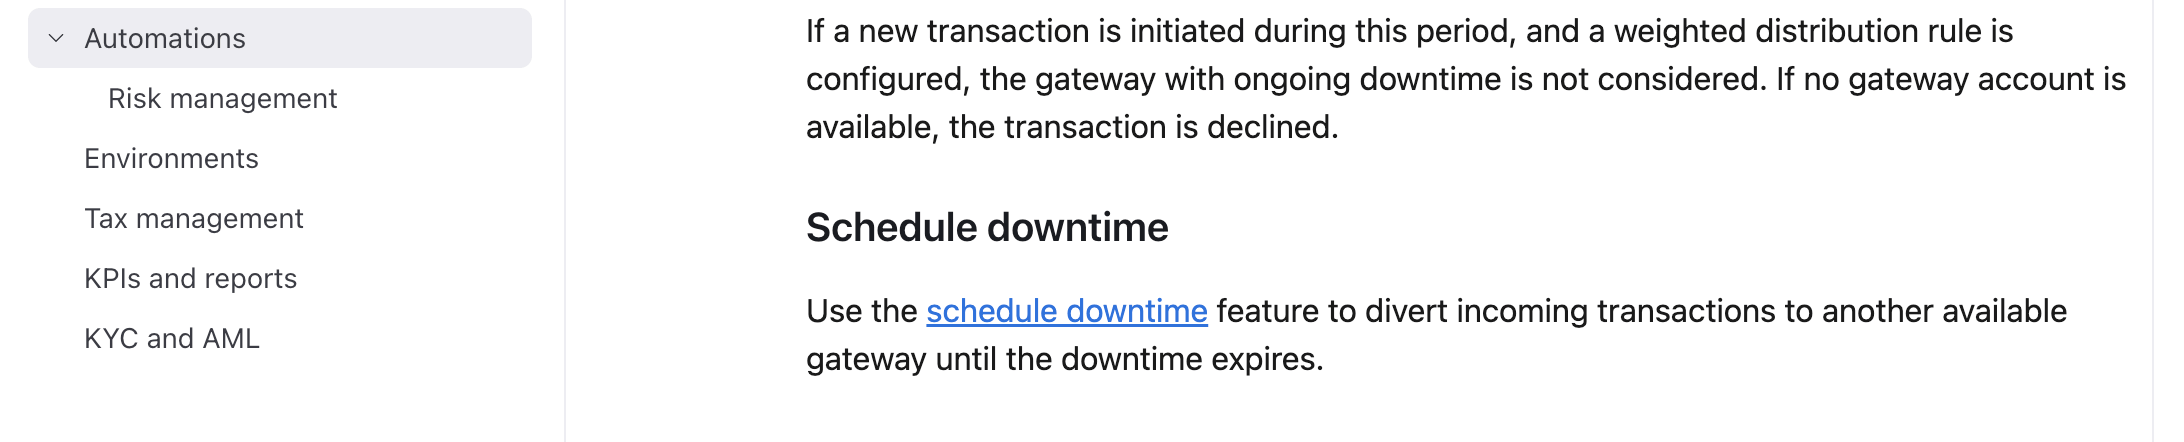 Automations
Risk management
Environments
Tax management
KPIs and reports
KYC and AML
If a new transaction is initiated during this period, and a weighted distribution rule is
configured, the gateway with ongoing downtime is not considered. If no gateway account is
available, the transaction is declined.
Schedule downtime
Use the schedule downtime feature to divert incoming transactions to another available
gateway until the downtime expires.